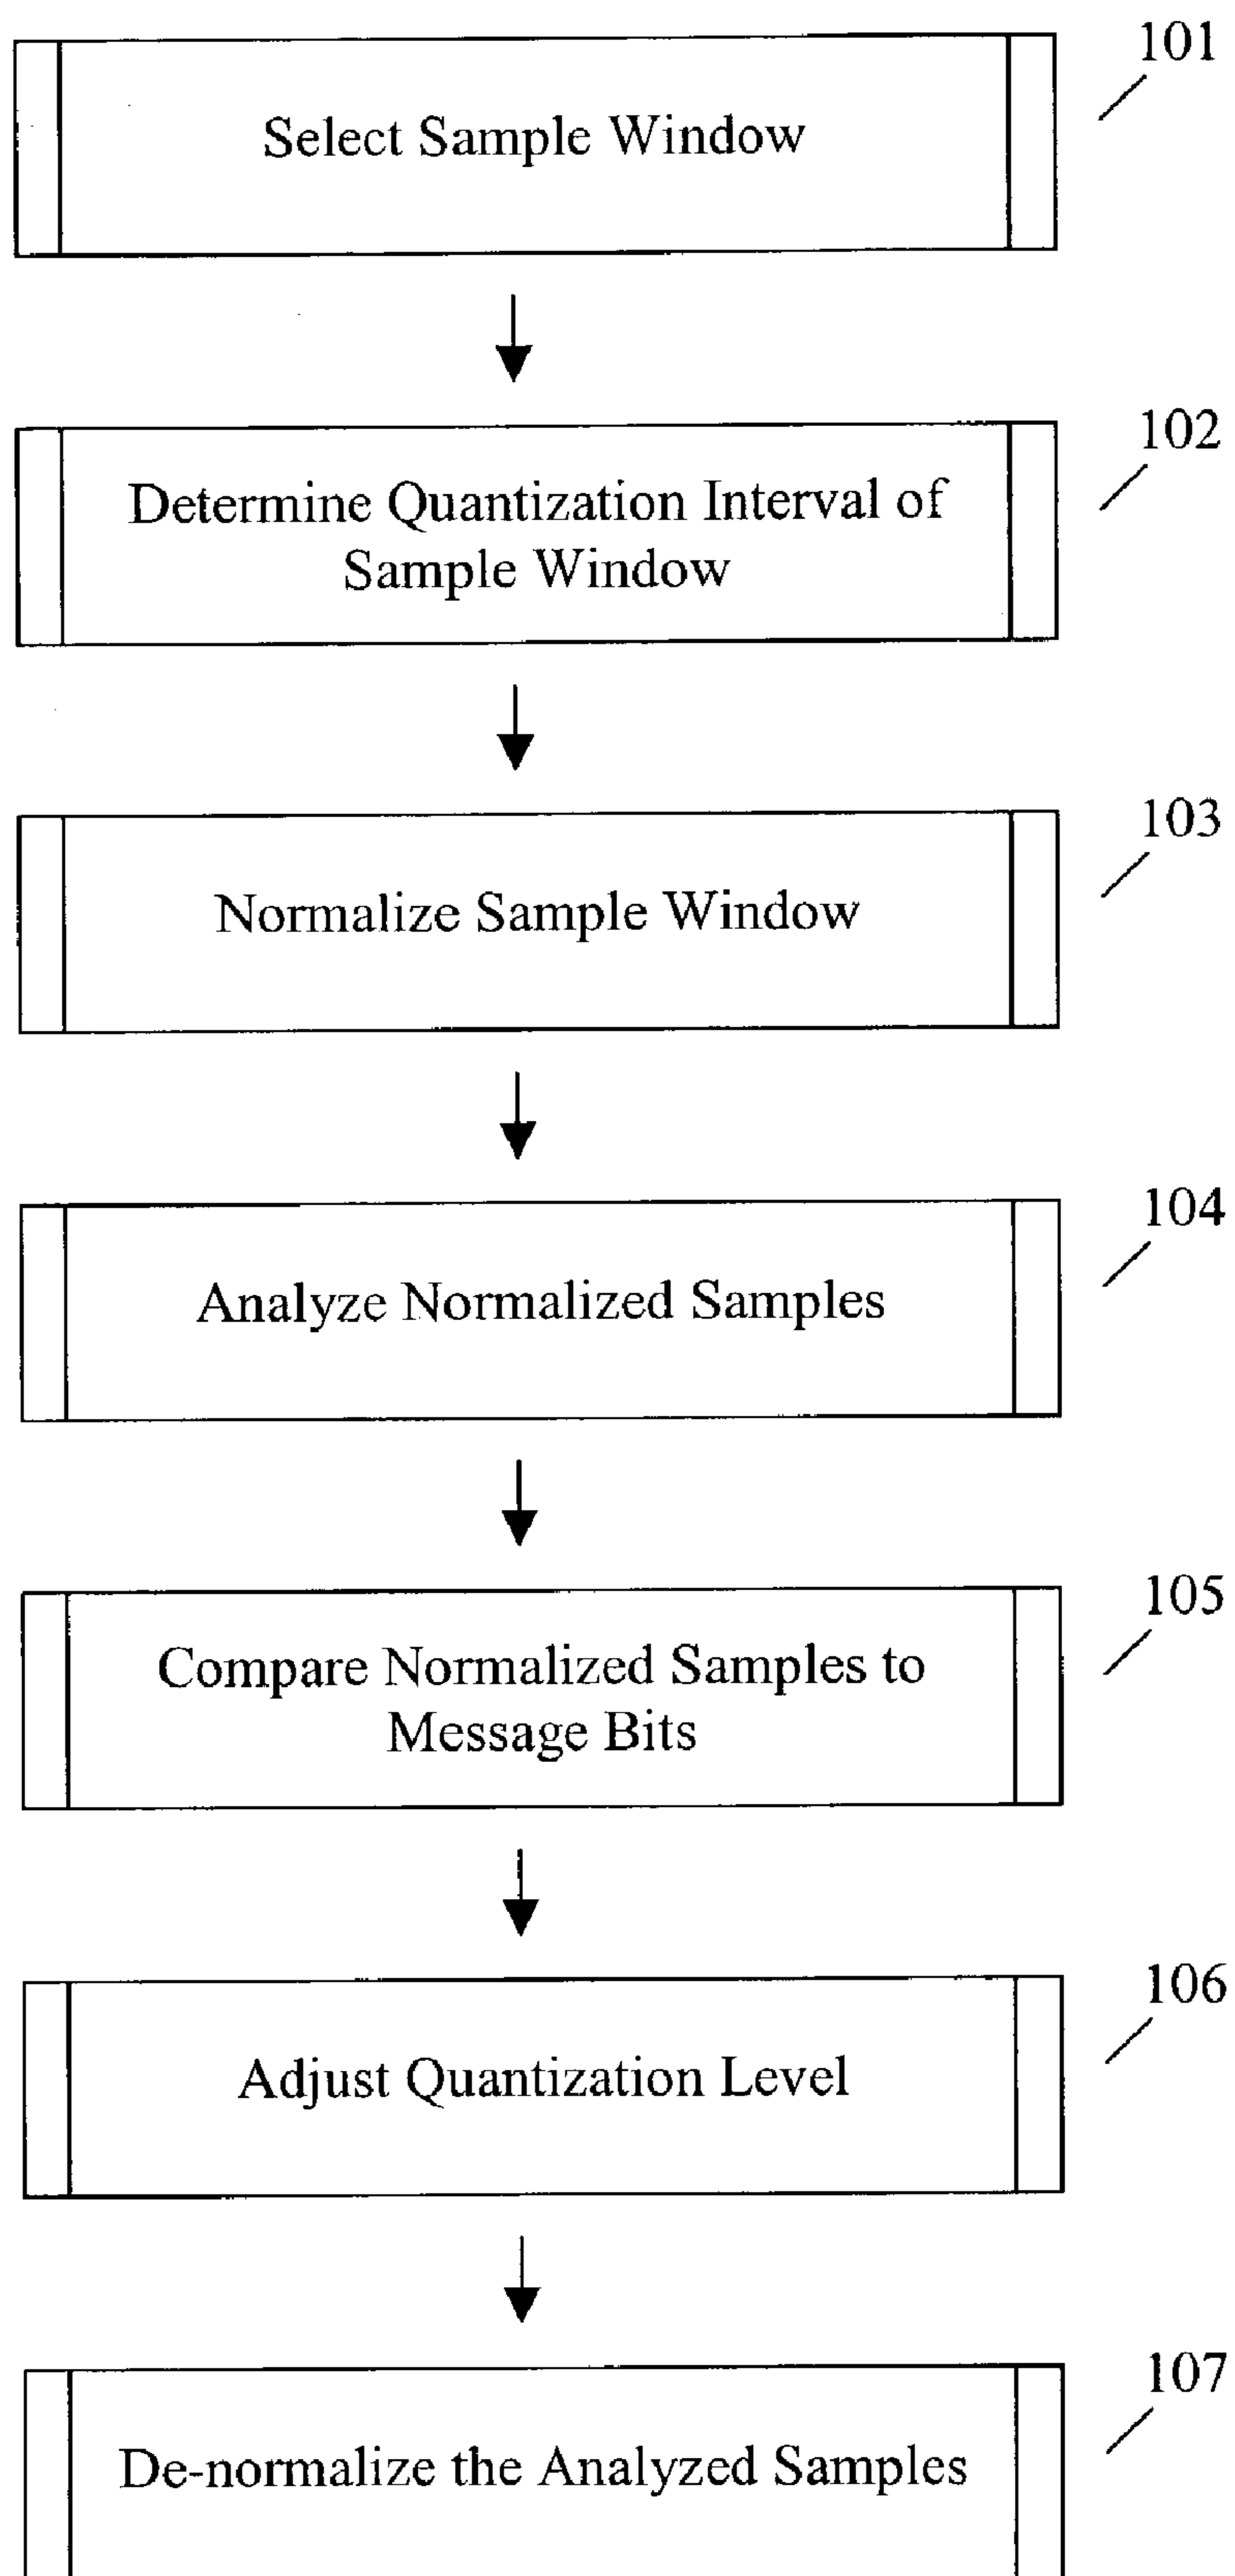 101
Select Sample Window
102
Determine Quantization Interval of
Sample Window
103
Normalize Sample Window
104
Analyze Normalized Samples
105
Compare Normalized Samples to
Message Bits
106
Adjust Quantization Level
107
De-normalize the Analyzed Samples